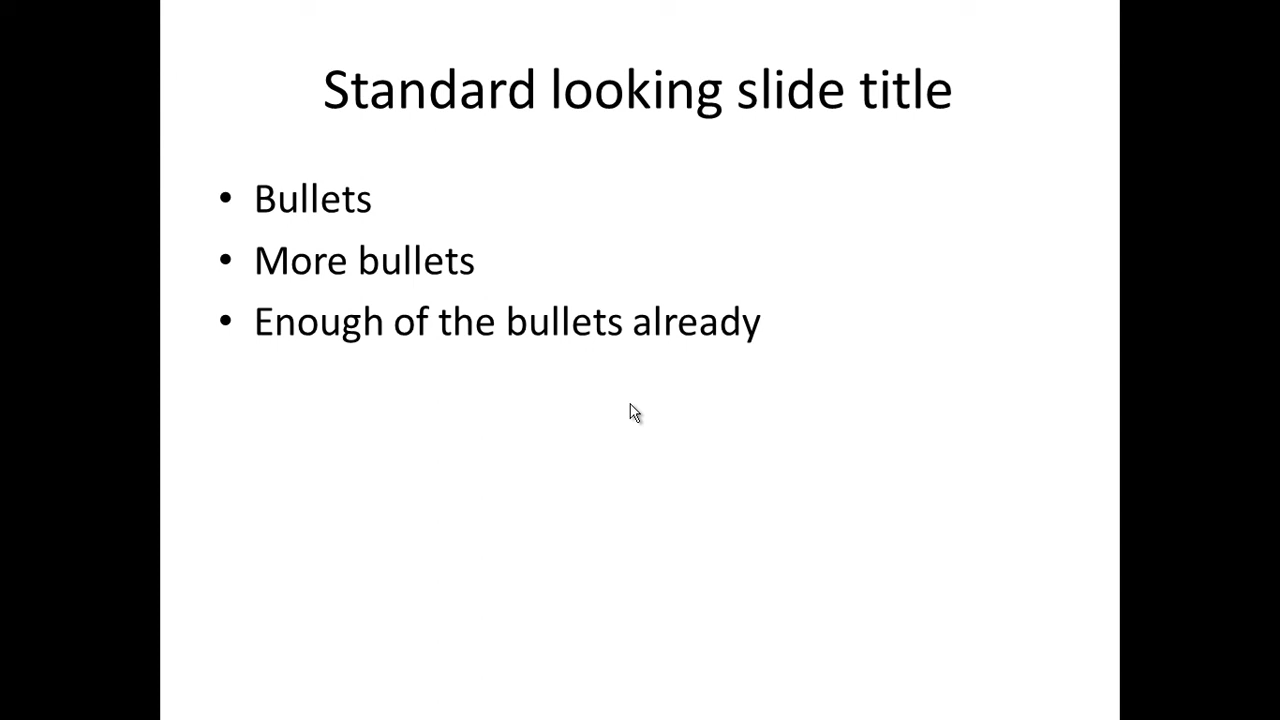 Standard looking slide title
• Bullets
• More bullets
• Enough of the bullets already